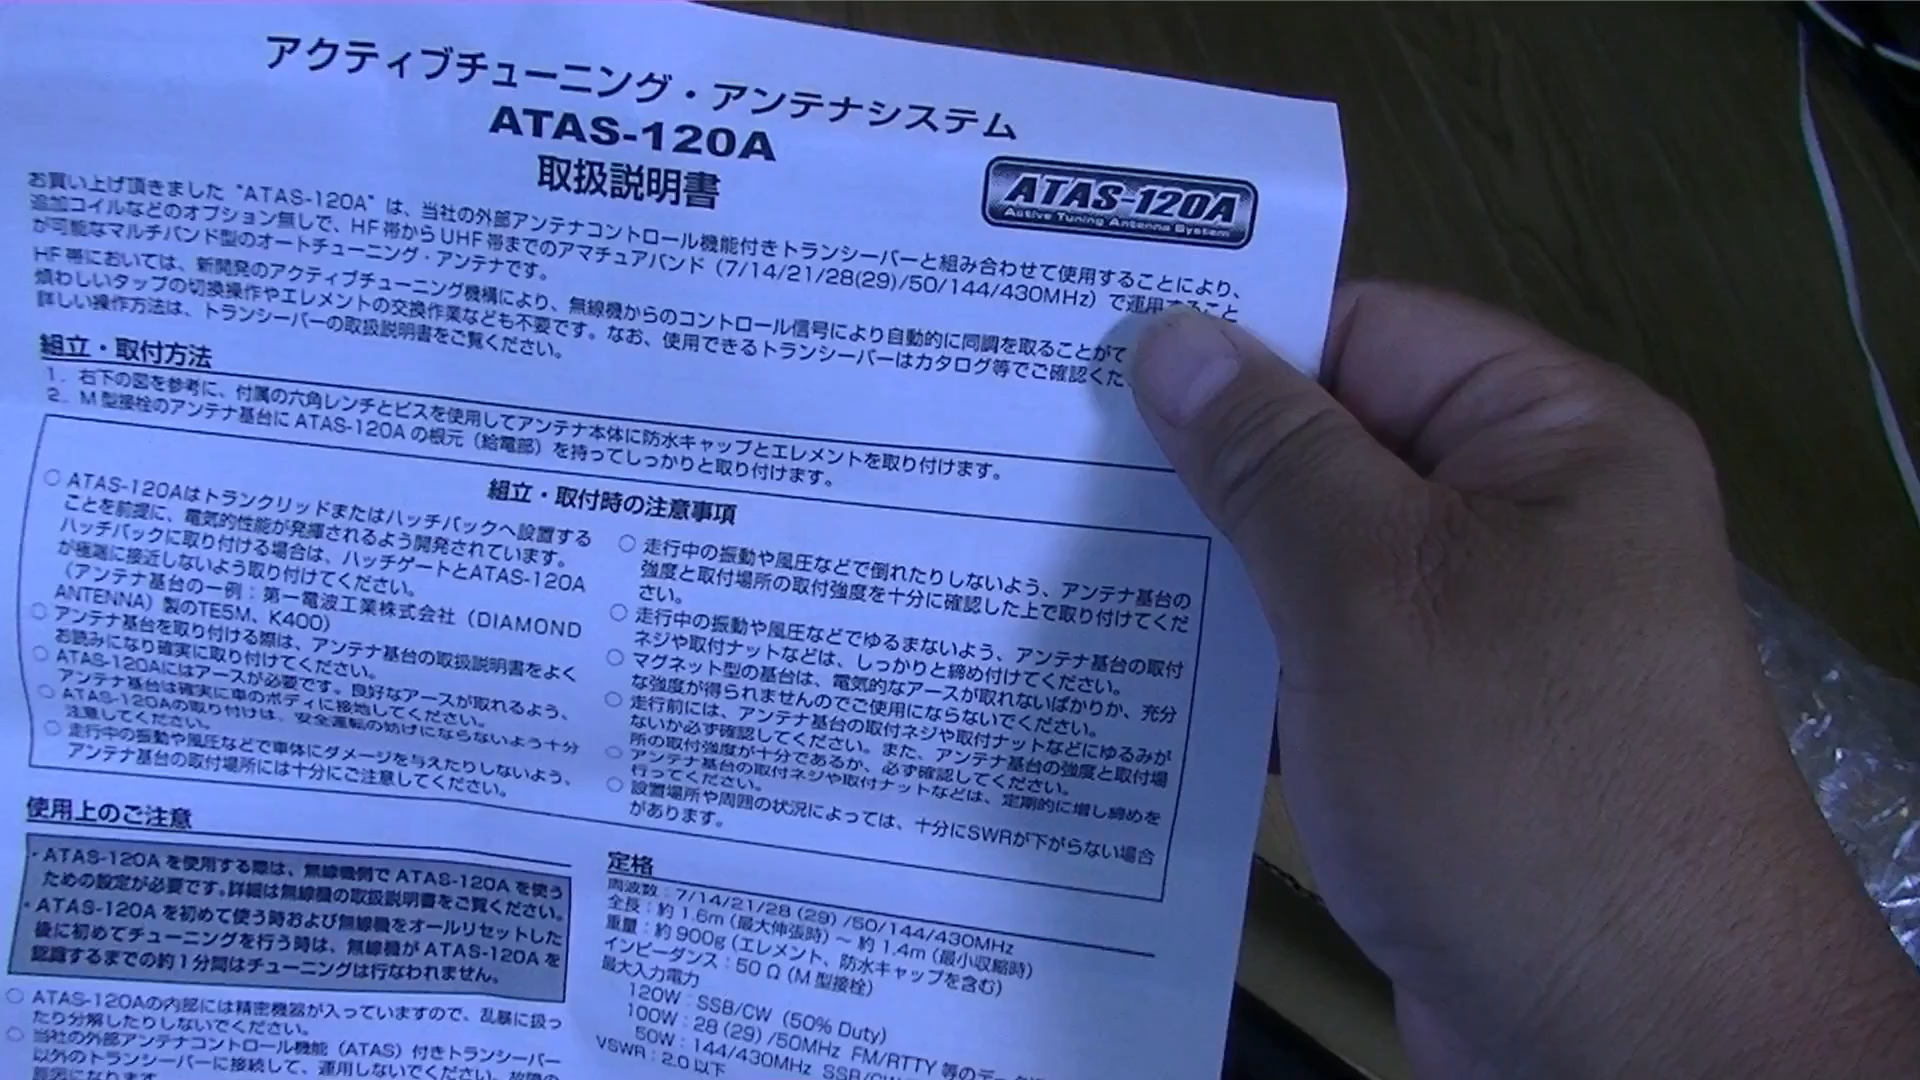 アクティブチューニング・アンテナシステム
ATAS-120A
取扱説明書
ATAS-120A
Active Tuning Antenna System
お買い上げ頂きました "ATAS-120A" は、当社の外部アンテナコントロール機能付きトランシーバーと組み合わせて使用することにより、
追加コイルなどのオプション無しで、HF帯からUHF帯までのアマチュアバンド（7/14/21/28(29)/50/144/430MHz）で運用すること
が可能なマルチバンド型のオートチューニング・アンテナです。
HF帯においては、新開発のアクティブチューニング機構により、無線機からのコントロール信号により自動的に同調を取ることがで
煩わしいタップの切換操作やエレメントの交換作業なども不要です。なお、使用できるトランシーバーはカタログ等でご確認くだ
詳しい操作方法は、トランシーバーの取扱説明書をご覧ください。
組立・取付方法
1. 右下の図を参考に、付属の六角レンチとビスを使用してアンテナ本体に防水キャップとエレメントを取り付けます。
2. M型接栓のアンテナ基台にATAS-120Aの根元（給電部）を持ってしっかりと取り付けます。
組立・取付時の注意事項
○ ATAS-120Aはトランクリッドまたはハッチバックへ設置する
ことを前提に、電気的性能が発揮されるよう開発されています。
ハッチバックに取り付ける場合は、ハッチゲートとATAS-120A
が極端に接近しないよう取り付けてください。
（アンテナ基台の一例：第一電波工業株式会社（DIAMOND
ANTENNA）製のTE5M、K400）
○ アンテナ基台を取り付ける際は、アンテナ基台の取扱説明書をよく
お読みになり確実に取り付けてください。
○ ATAS-120Aにはアースが必要です。良好なアースが取れるよう、
アンテナ基台は確実に車のボディに接地してください。
○ ATAS-120Aの取り付けは、安全運転の妨げにならないよう十分
注意してください。
○ 走行中の振動や風圧などで車体にダメージを与えたりしないよう、
アンテナ基台の取付場所には十分にご注意してください。
○ 走行中の振動や風圧などで倒れたりしないよう、アンテナ基台の
強度と取付場所の取付強度を十分に確認した上で取り付けてくだ
さい。
○ 走行中の振動や風圧などでゆるまないよう、アンテナ基台の取付
ネジや取付ナットなどは、しっかりと締め付けてください。
○ マグネット型の基台は、電気的なアースが取れないばかりか、充分
な強度が得られませんのでご使用にならないでください。
○ 走行前には、アンテナ基台の取付ネジや取付ナットなどにゆるみが
ないか必ず確認してください。また、アンテナ基台の強度と取付場
所の取付強度が十分であるか、必ず確認してください。
○ アンテナ基台の取付ネジや取付ナットなどは、定期的に増し締めを
行ってください。
○ 設置場所や周囲の状況によっては、十分にSWRが下がらない場合
があります。
使用上のご注意
・ATAS-120Aを使用する際は、無線機側でATAS-120Aを使う
ための設定が必要です。詳細は無線機の取扱説明書をご覧ください。
・ATAS-120Aを初めて使う時および無線機をオールリセットした
後に初めてチューニングを行う時は、無線機がATAS-120Aを
認識するまでの約1分間はチューニングは行なわれません。
○ ATAS-120Aの内部には精密機器が入っていますので、乱暴に扱っ
たり分解したりしないでください。
○ 当社の外部アンテナコントロール機能（ATAS）付きトランシーバー
以外のトランシーバーに接続して、運用しないでください。故障の
原因になります。
定格
周波数：7/14/21/28 (29) /50/144/430MHz
全長：約1.6m（最大伸張時）～約1.4m（最小収縮時）
重量：約900g（エレメント、防水キャップを含む）
インピーダンス：50Ω（M型接栓）
最大入力電力
120W：SSB/CW (50% Duty)
100W：28 (29) /50MHz FM/RTTY 等のデータ
50W：144/430MHz SSB/CW
VSWR：2.0以下